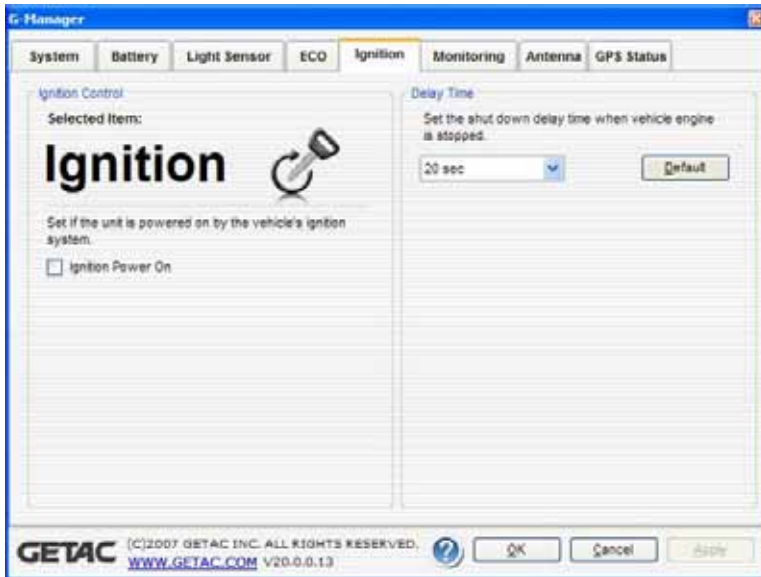 G-Manager
System Battery Light Sensor ECO Ignition Monitoring Antenna GPS Status
Ignition Control
Selected Item:
Ignition
Set if the unit is powered on by the vehicle's ignition
system.
Ignition Power On
Delay Time
Set the shut down delay time when vehicle engine
is stopped.
20 sec Default
GETAC (C)2007 GETAC INC. ALL RIGHTS RESERVED.
WWW.GETAC.COM V20.0.0.13
OK Cancel Apply